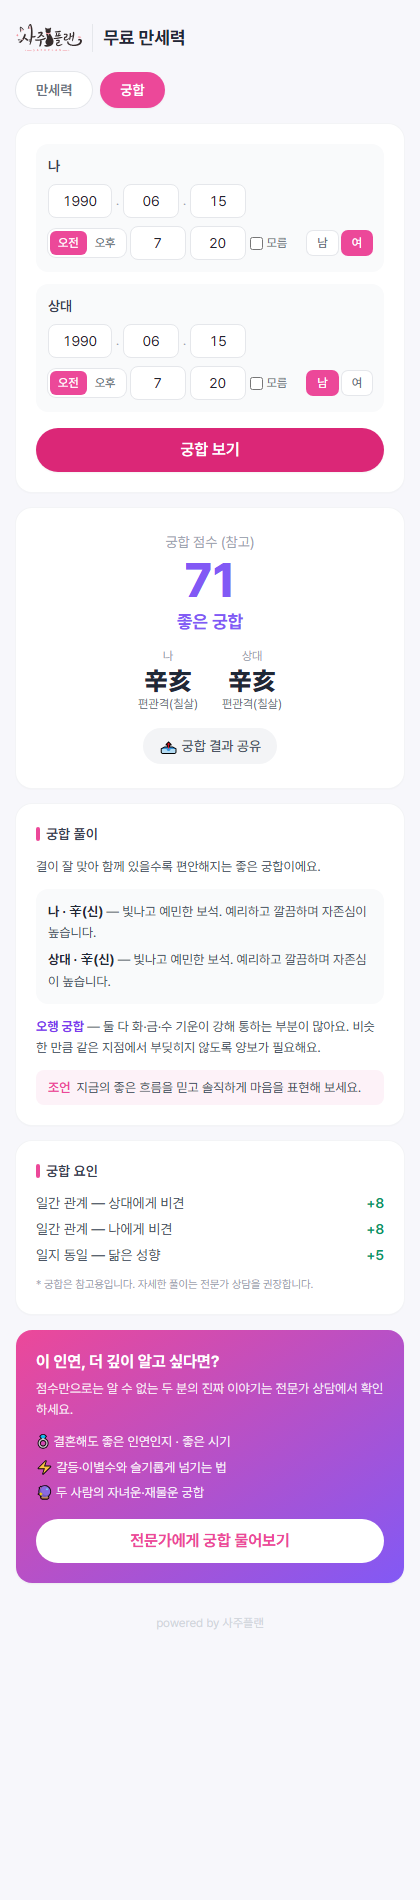 사주플랜 무료 만세력
만세력 궁합
나
1990 . 06 . 15
오전 오후 7 20 모름 남 여
상대
1990 . 06 . 15
오전 오후 7 20 모름 남 여
궁합 보기
궁합 점수 (참고)
71
좋은 궁합
나 상대
辛亥 辛亥
편관격(칠살) 편관격(칠살)
궁합 결과 공유
궁합 풀이
결이 잘 맞아 함께 있을수록 편안해지는 좋은 궁합이에요.
나 · 辛(신) — 빛나고 예민한 보석. 예리하고 깔끔하며 자존심이
높습니다.
상대 · 辛(신) — 빛나고 예민한 보석. 예리하고 깔끔하며 자존심
이 높습니다.
오행 궁합 — 둘 다 화·금·수 기운이 강해 통하는 부분이 많아요. 비슷
한 만큼 같은 지점에서 부딪히지 않도록 양보가 필요해요.
조언 지금의 좋은 흐름을 믿고 솔직하게 마음을 표현해 보세요.
궁합 요인
일간 관계 — 상대에게 비견 +8
일간 관계 — 나에게 비견 +8
일지 동일 — 닮은 성향 +5
* 궁합은 참고용입니다. 자세한 풀이는 전문가 상담을 권장합니다.
이 인연, 더 깊이 알고 싶다면?
점수만으로는 알 수 없는 두 분의 진짜 이야기는 전문가 상담에서 확인
하세요.
결혼해도 좋은 인연인지 · 좋은 시기
갈등·이별수와 슬기롭게 넘기는 법
두 사람의 자녀운·재물운 궁합
전문가에게 궁합 물어보기
powered by 사주플랜